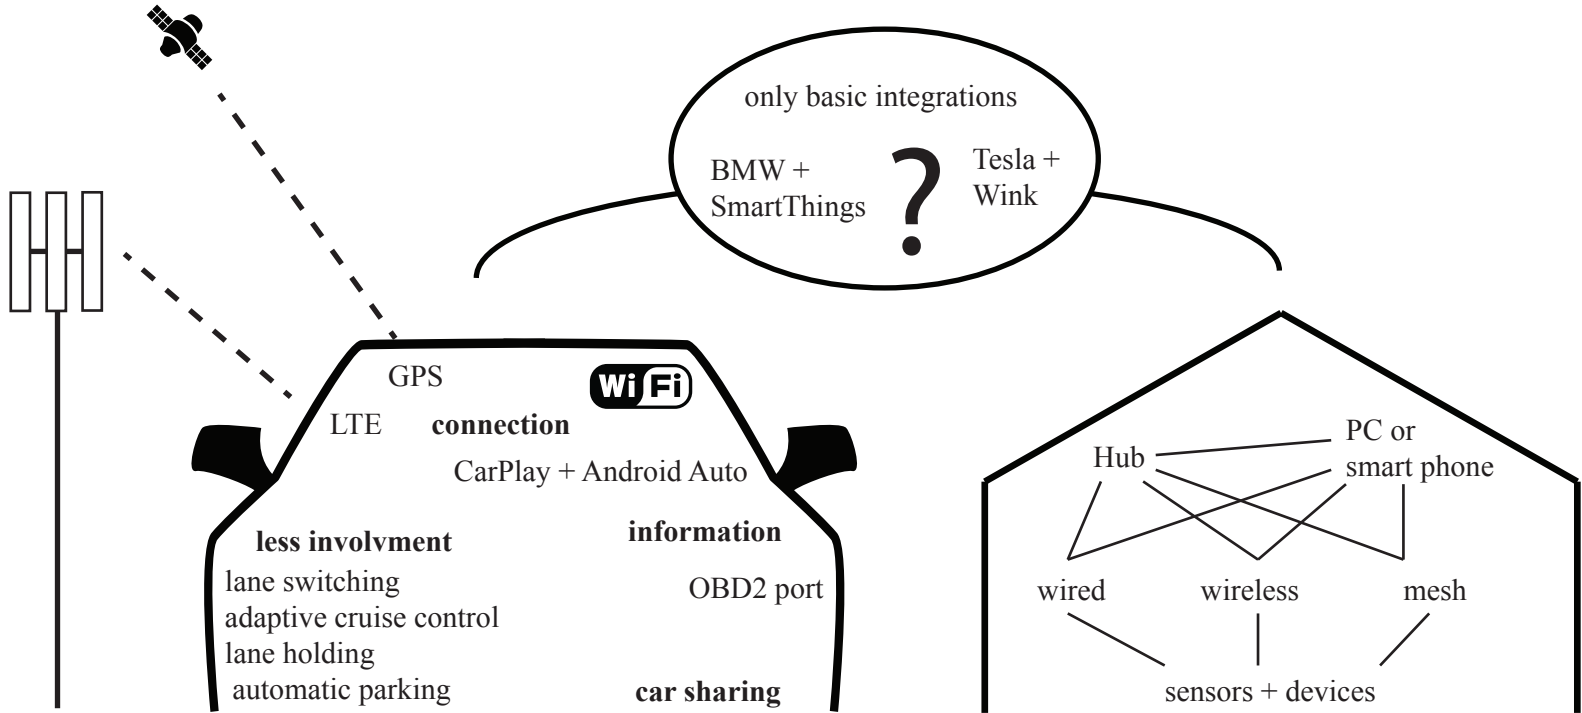 only basic integrations
BMW +
SmartThings
?
Tesla +
Wink
GPS
WiFi
LTE
connection
CarPlay + Android Auto
less involvment
lane switching
adaptive cruise control
lane holding
automatic parking
information
OBD2 port
car sharing
Hub
PC or
smart phone
wired
wireless
mesh
sensors + devices